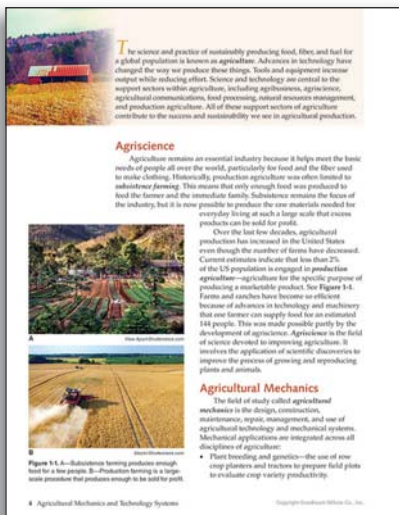 The science and practice of sustainably producing food, fiber, and fuel for
a global population is known as agriculture. Advances in technology have
changed the way we produce these things. Tools and equipment increase
output while reducing effort. Science and technology are central to the
support sectors within agriculture, including agribusiness, agriscience,
agricultural communications, food processing, natural resources management,
and production agriculture. All of these support sectors of agriculture
contribute to the success and sustainability we see in agricultural production.
Agriscience
Agriculture remains an essential industry because it helps meet the basic
needs of people all over the world, particularly for food and the fiber used
to make clothing. Historically, production agriculture was often limited to
subsistence farming. This means that only enough food was produced to
feed the farmer and the immediate family. Subsistence remains the focus of
the industry, but it is now possible to produce the raw materials needed for
everyday living at such a large scale that excess
products can be sold for profit.
Over the last few decades, agricultural
production has increased in the United States
even though the number of farms have decreased.
Current estimates indicate that less than 2%
of the US population is engaged in production
agriculture—agriculture for the specific purpose of
producing a marketable product. See Figure 1-1.
Farms and ranches have become so efficient
because of advances in technology and machinery
that one farmer can supply food for an estimated
144 people. This was made possible partly by the
development of agriscience. Agriscience is the field
of science devoted to improving agriculture. It
involves the application of scientific discoveries to
improve the process of growing and reproducing
plants and animals.
Agricultural Mechanics
The field of study called agricultural
mechanics is the design, construction,
maintenance, repair, management, and use of
agricultural technology and mechanical systems.
Mechanical applications are integrated across all
disciplines of agriculture:
• Plant breeding and genetics—the use of row
crop planters and tractors to prepare field plots
to evaluate crop variety productivity.
A
B
Figure 1-1. A—Subsistence farming produces enough
food for a few people. B—Production farming is a large-
scale procedure that produces enough to be sold for profit.
Agricultural Mechanics and Technology Systems
Copyright Goodheart-Willcox Co., Inc.